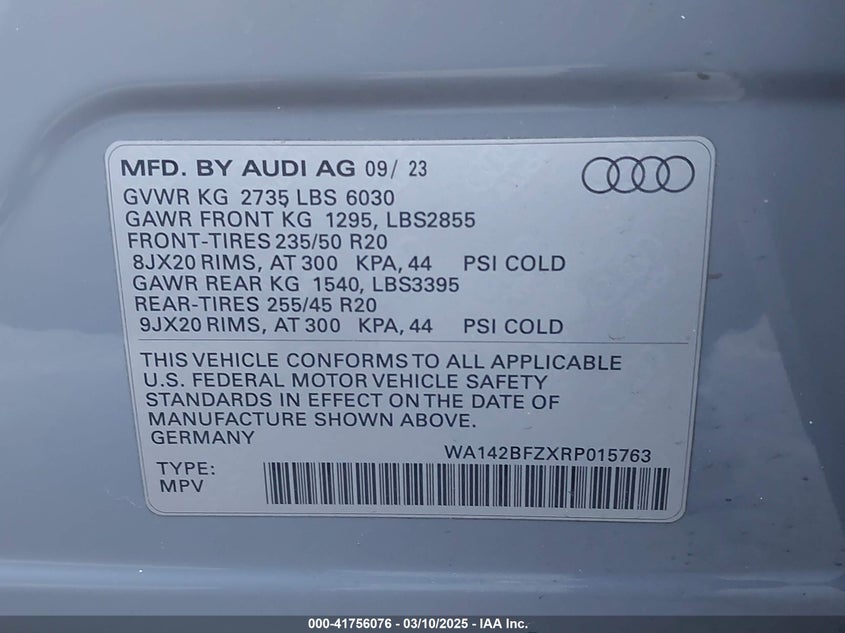 MFD. BY AUDI AG 09/ 23
GVWR KG 2735 LBS 6030
GAWR FRONT KG 1295, LBS2855
FRONT-TIRES 235/50 R20
8JX20 RIMS, AT 300 KPA, 44 PSI COLD
GAWR REAR KG 1540, LBS3395
REAR-TIRES 255/45 R20
9JX20 RIMS, AT 300 KPA, 44 PSI COLD
THIS VEHICLE CONFORMS TO ALL APPLICABLE
U.S. FEDERAL MOTOR VEHICLE SAFETY
STANDARDS IN EFFECT ON THE DATE OF
MANUFACTURE SHOWN ABOVE.
GERMANY
WA142BFZXRP015763
TYPE:
MPV
000-41756076 - 03/10/2025 - IAA Inc.